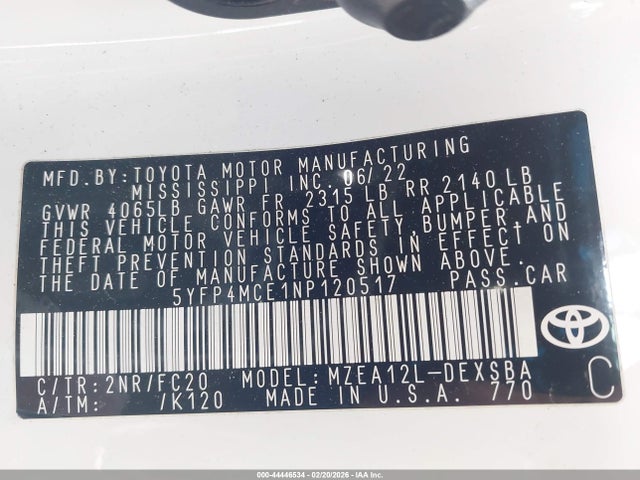 MFD.BY:TOYOTA MOTOR MANUFACTURING
MISSISSIPPI INC. 06/22
GVWR 4065LB GAWR FR 2315 LB RR 2140LB
THIS VEHICLE CONFORMS TO ALL APPLICABLE
FEDERAL MOTOR VEHICLE SAFETY,BUMPER,AND
THEFT PREVENTION STANDARDS IN EFFECT ON
THE DATE OF MANUFACTURE SHOWN ABOVE.
5YFP4MCE1NP120517 PASS.CAR
C/TR:2NR/FC20 MODEL:MZEA12L-DEXSBA
A/TM: /K120 MADE IN U.S.A. 770
C
000-44446534 - 02/20/2026 - IAA Inc.